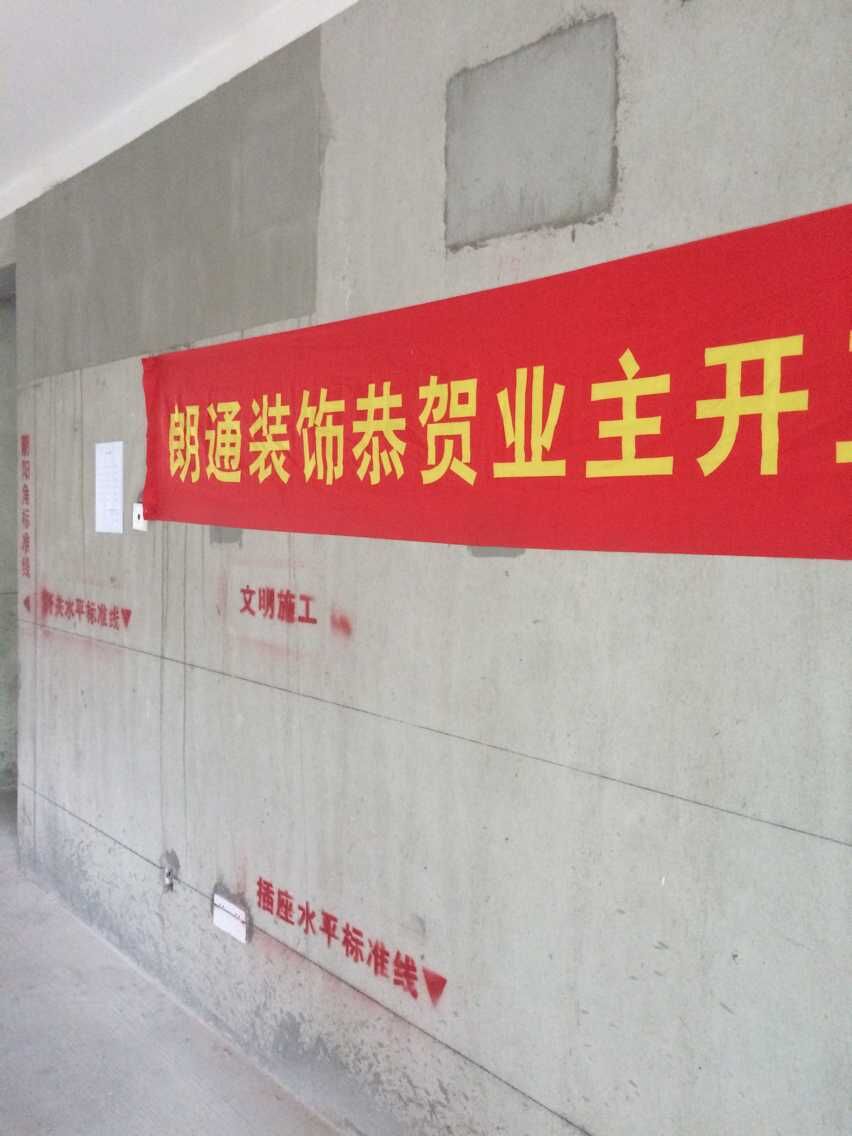 朗通装饰恭贺业主开
阴阳角标准线
水平标准线
文明施工
插座水平标准线